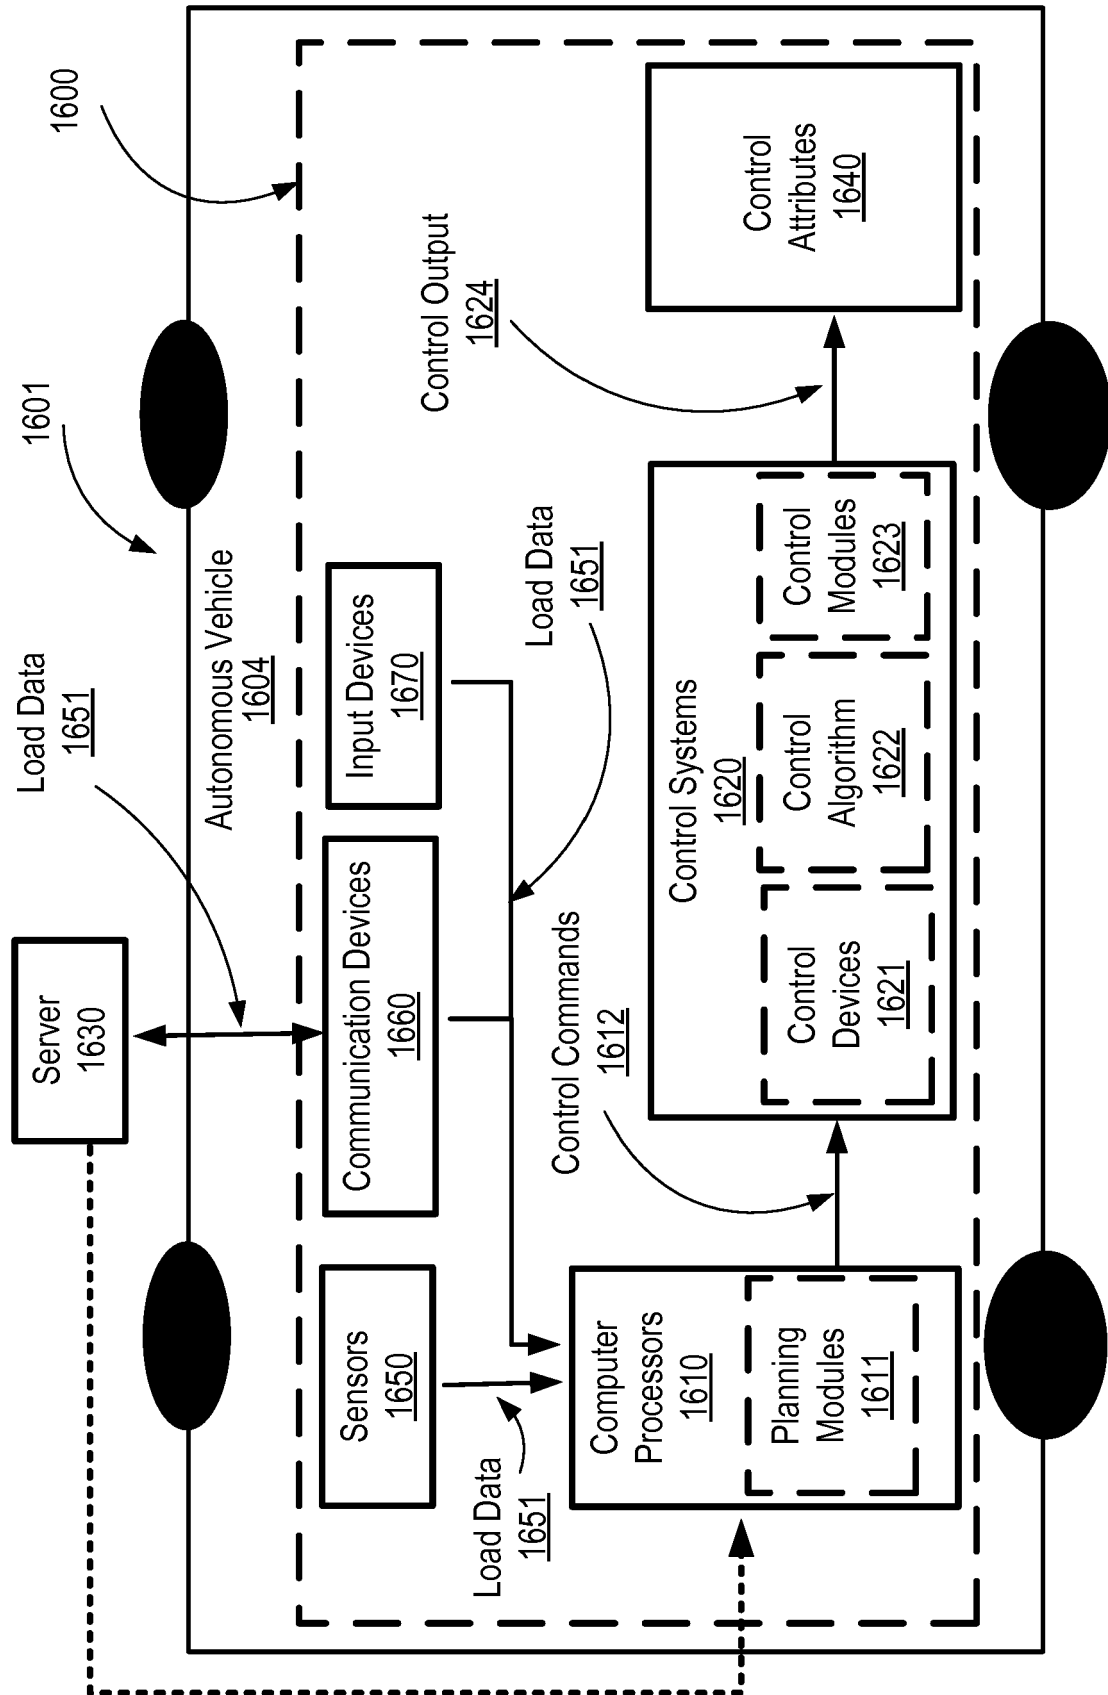 Server
1630
Load Data
1651
1601
1600
Autonomous Vehicle
1604
Sensors
1650
Communication Devices
1660
Input Devices
1670
Load Data
1651
Load Data
1651
Control Output
1624
Computer
Processors
1610
Planning
Modules
1611
Control Commands
1612
Control Systems
1620
Control
Devices
1621
Control
Algorithm
1622
Control
Modules
1623
Control
Attributes
1640